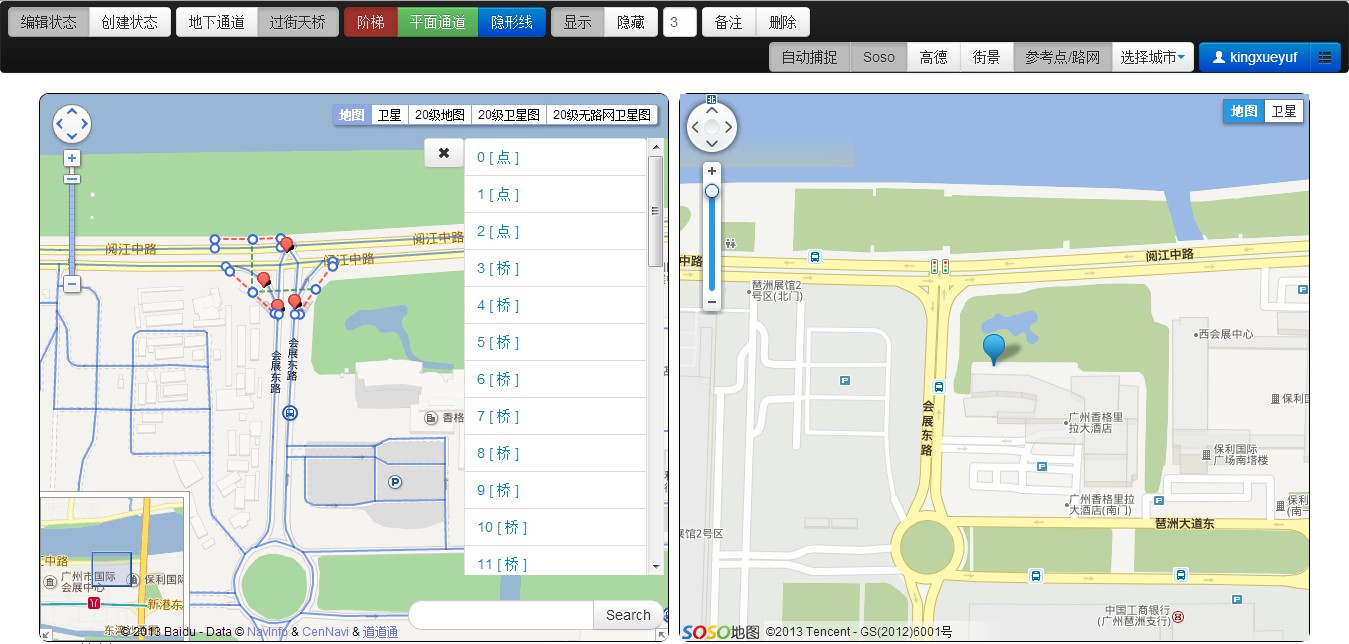 编辑状态 创建状态 地下通道 过街天桥 阶梯 平面通道 隐形线 显示 隐藏 3 备注 删除
自动捕捉 Soso 高德 街景 参考点/路网 选择城市 kingxueyuf
地图 卫星 20级地图 20级卫星图 20级无路网卫星图
0 [ 点 ]
1 [ 点 ]
2 [ 点 ]
3 [ 桥 ]
4 [ 桥 ]
5 [ 桥 ]
6 [ 桥 ]
7 [ 桥 ]
8 [ 桥 ]
9 [ 桥 ]
10 [ 桥 ]
11 [ 桥 ]
阅江中路
阅江中路
阅江中路
会展东路
会展东路
香格
P
中路
广州市国际
会展中心
保利国际
新港东
东湾
Search
© 2013 Baidu - Data © NavInfo & CenNavi & 道道通
地图 卫星
中路
阅江中路
琶洲展馆2
号区(北门)
P
西会展中心
P
保利
会展东路
广州香格里
拉大酒店
保利国际
广场南塔楼
P
广州香格里拉
大酒店(南门)
P
保利
(南一
展馆2号区
琶洲大道东
P
中国工商银行
(广州琶洲支行)
SOSO地图 ©2013 Tencent - GS(2012)6001号